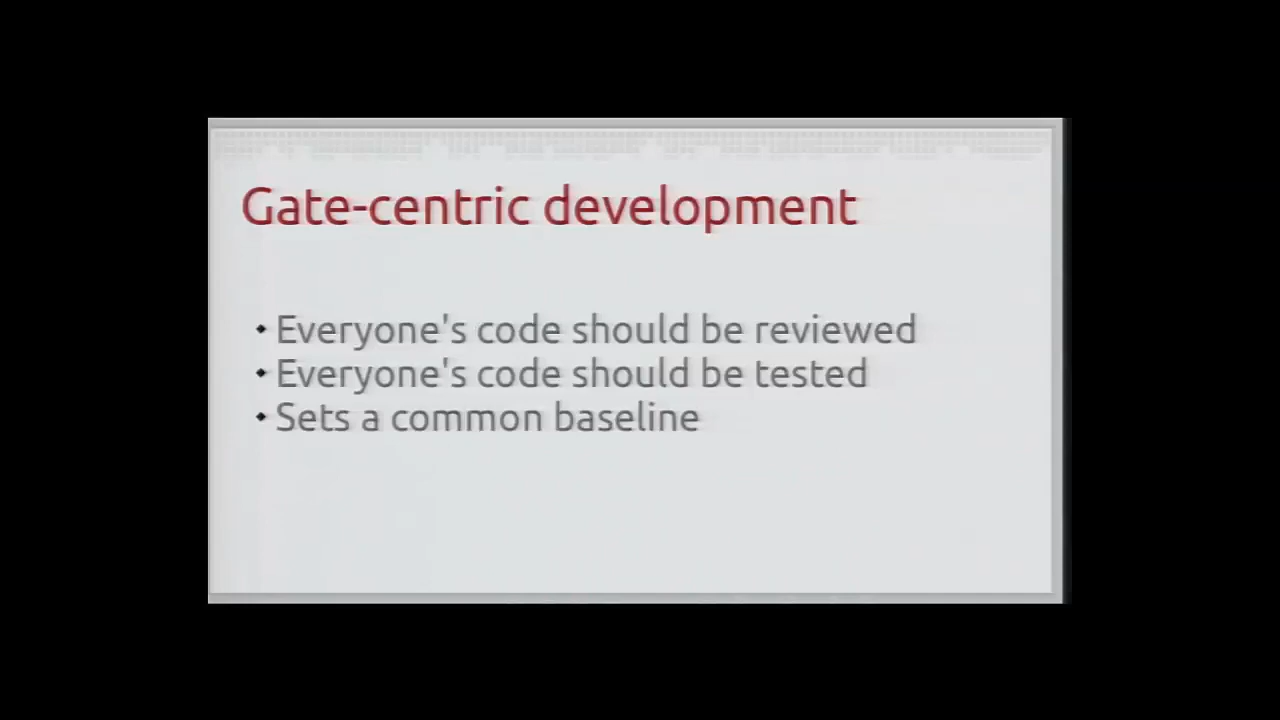 Gate-centric development
Everyone's code should be reviewed
Everyone's code should be tested
Sets a common baseline